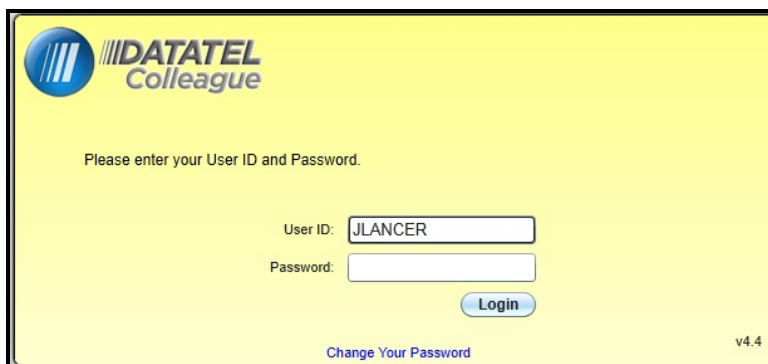 DATATEL
Colleague
Please enter your User ID and Password.
User ID: JLANCER
Password:
Login
Change Your Password
v4.4